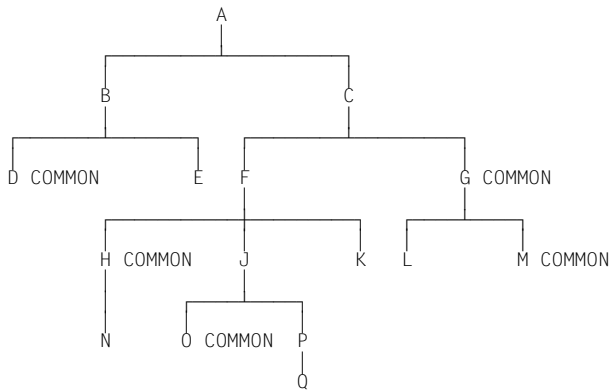 A
B C
D COMMON E F G COMMON
H COMMON J K L M COMMON
N O COMMON P
Q